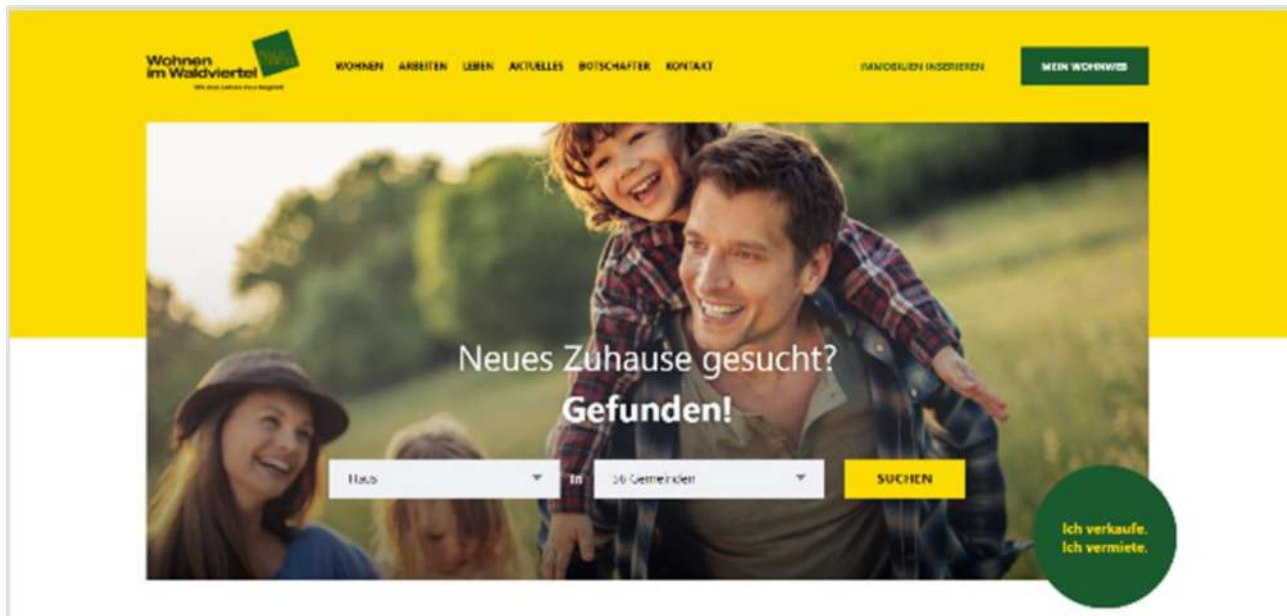 Wohnen
im Waldviertel
WOHNEN ARBEITEN LEBEN AKTUELLES BOTSCHAFTER KONTAKT
IMMOBILIEN INSERIEREN
MEIN WOHNWEB
Neues Zuhause gesucht?
Gefunden!
Haus
in
56 Gemeinden
SUCHEN
Ich verkaufe.
Ich vermiete.